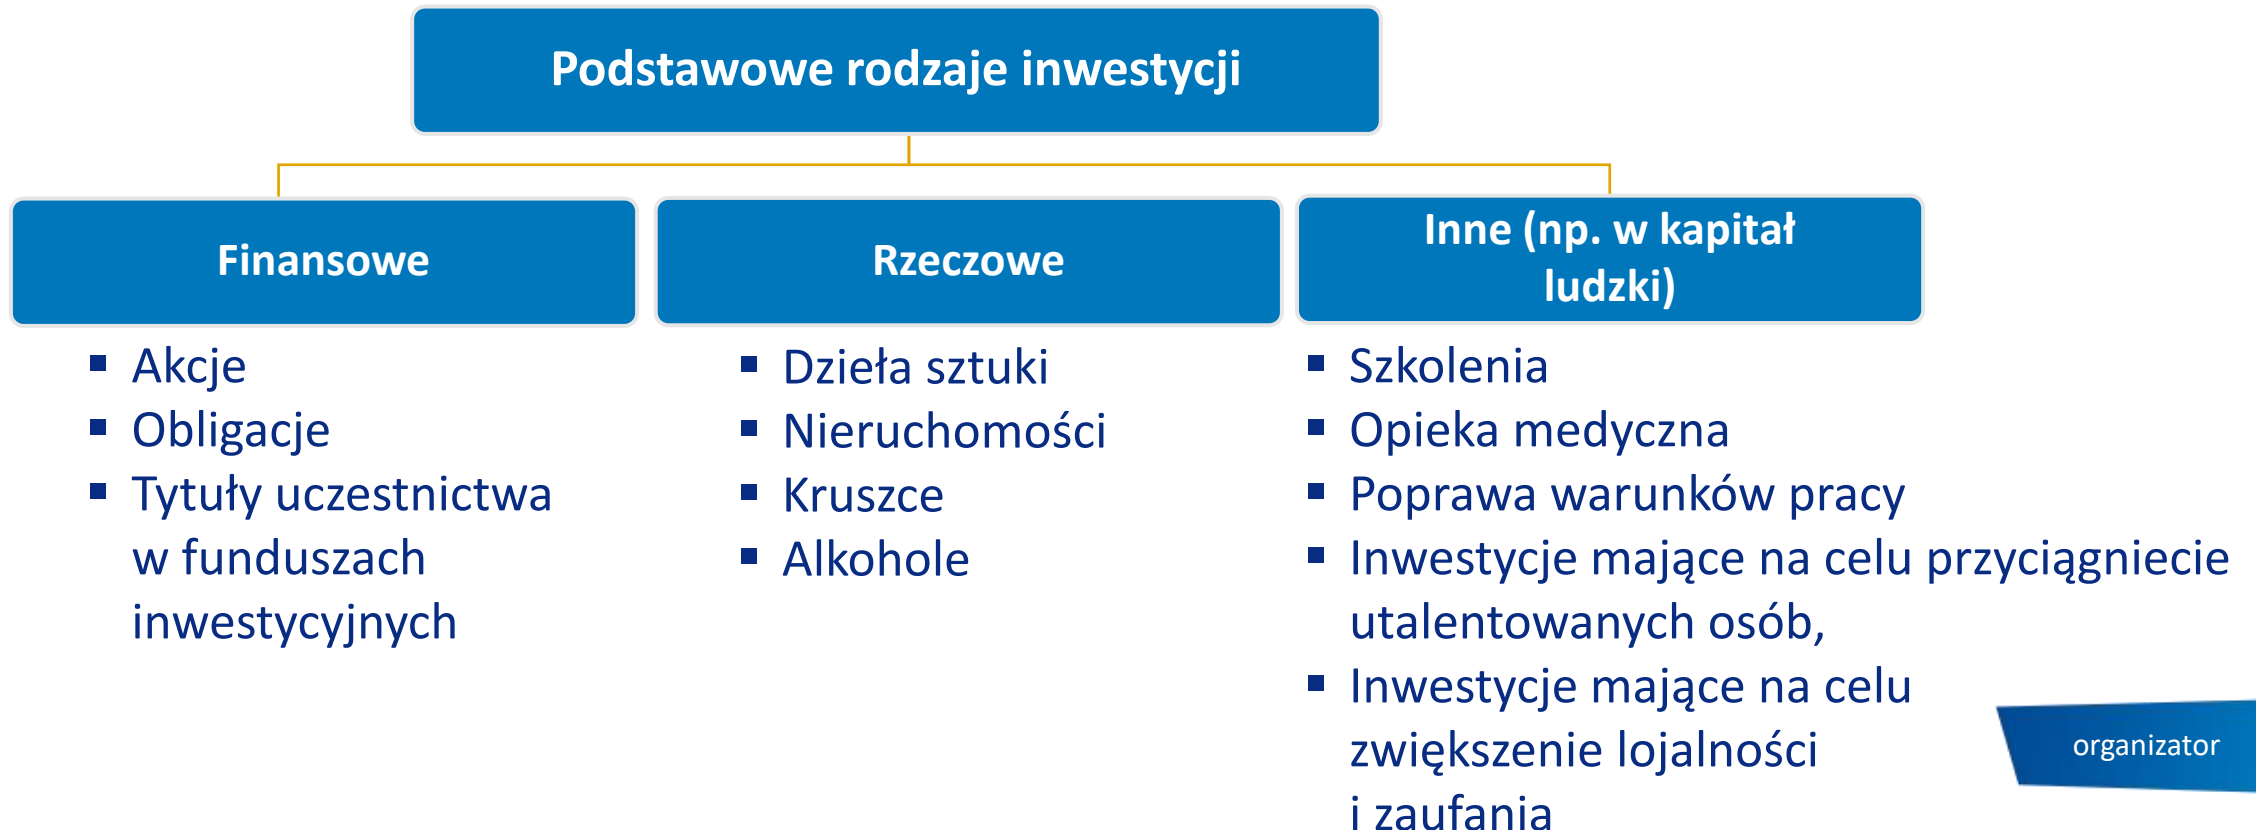 Podstawowe rodzaje inwestycji
Finansowe
Akcje
Obligacje
Tytuły uczestnictwa
w funduszach
inwestycyjnych
Rzeczowe
Dzieła sztuki
Nieruchomości
Kruszce
Alkohole
Inne (np. w kapitał
ludzki)
Szkolenia
Opieka medyczna
Poprawa warunków pracy
Inwestycje mające na celu przyciągniecie
utalentowanych osób,
Inwestycje mające na celu
zwiększenie lojalności
i zaufania
organizator